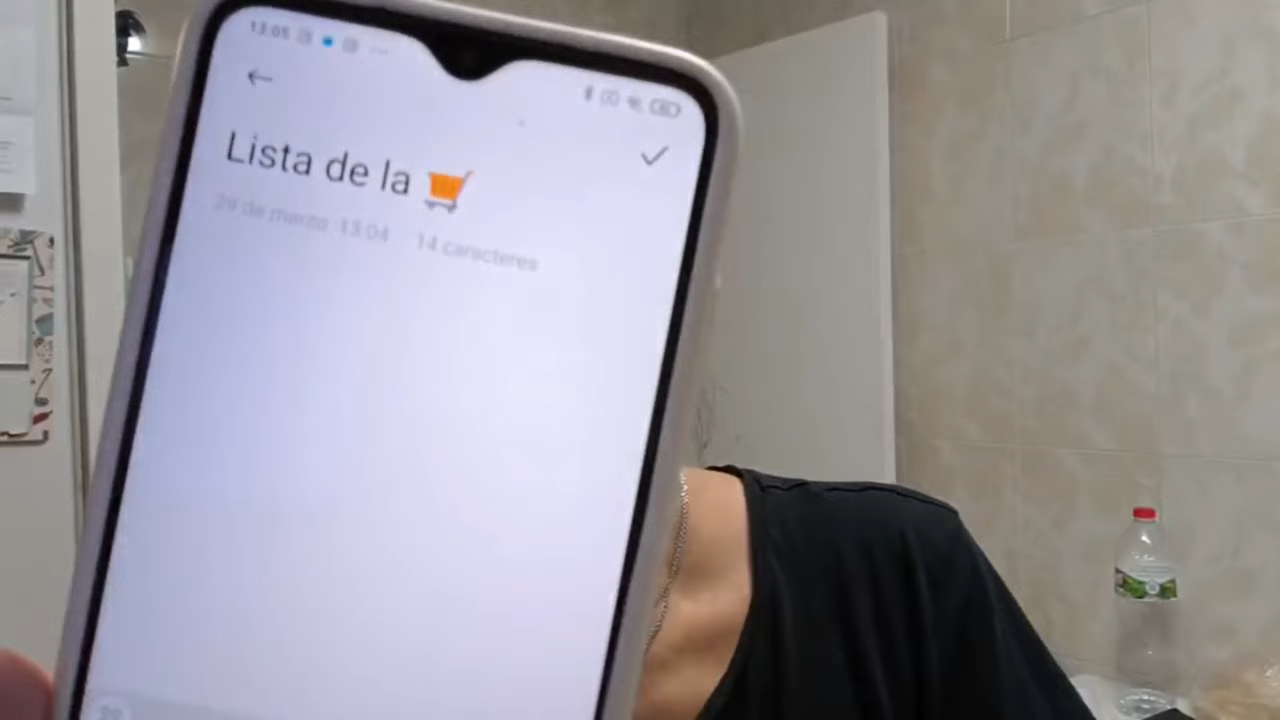 13:05
Lista de la 🛒
29 de marzo 13:04 14 caracteres